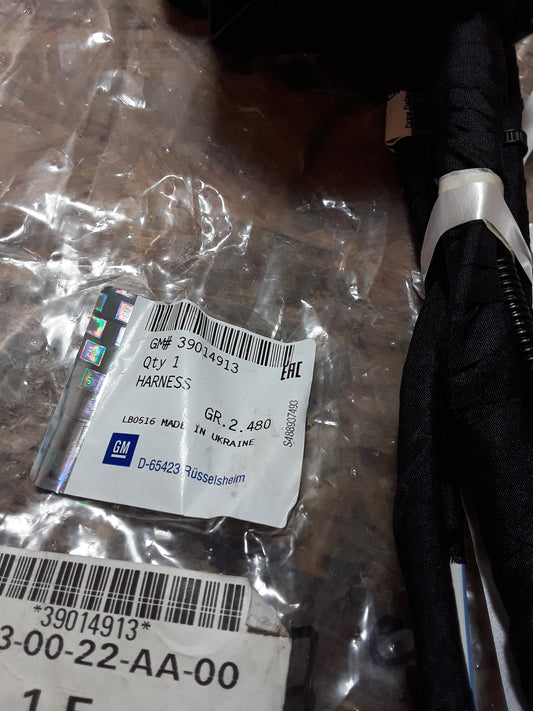 GM# 39014913
Qty 1
HARNESS
EAC
GR.2.480
LB0516 MADE IN UKRAINE
S488937493
GM
D-65423 Rüsselsheim
*39014913*
3-00-22-AA-00